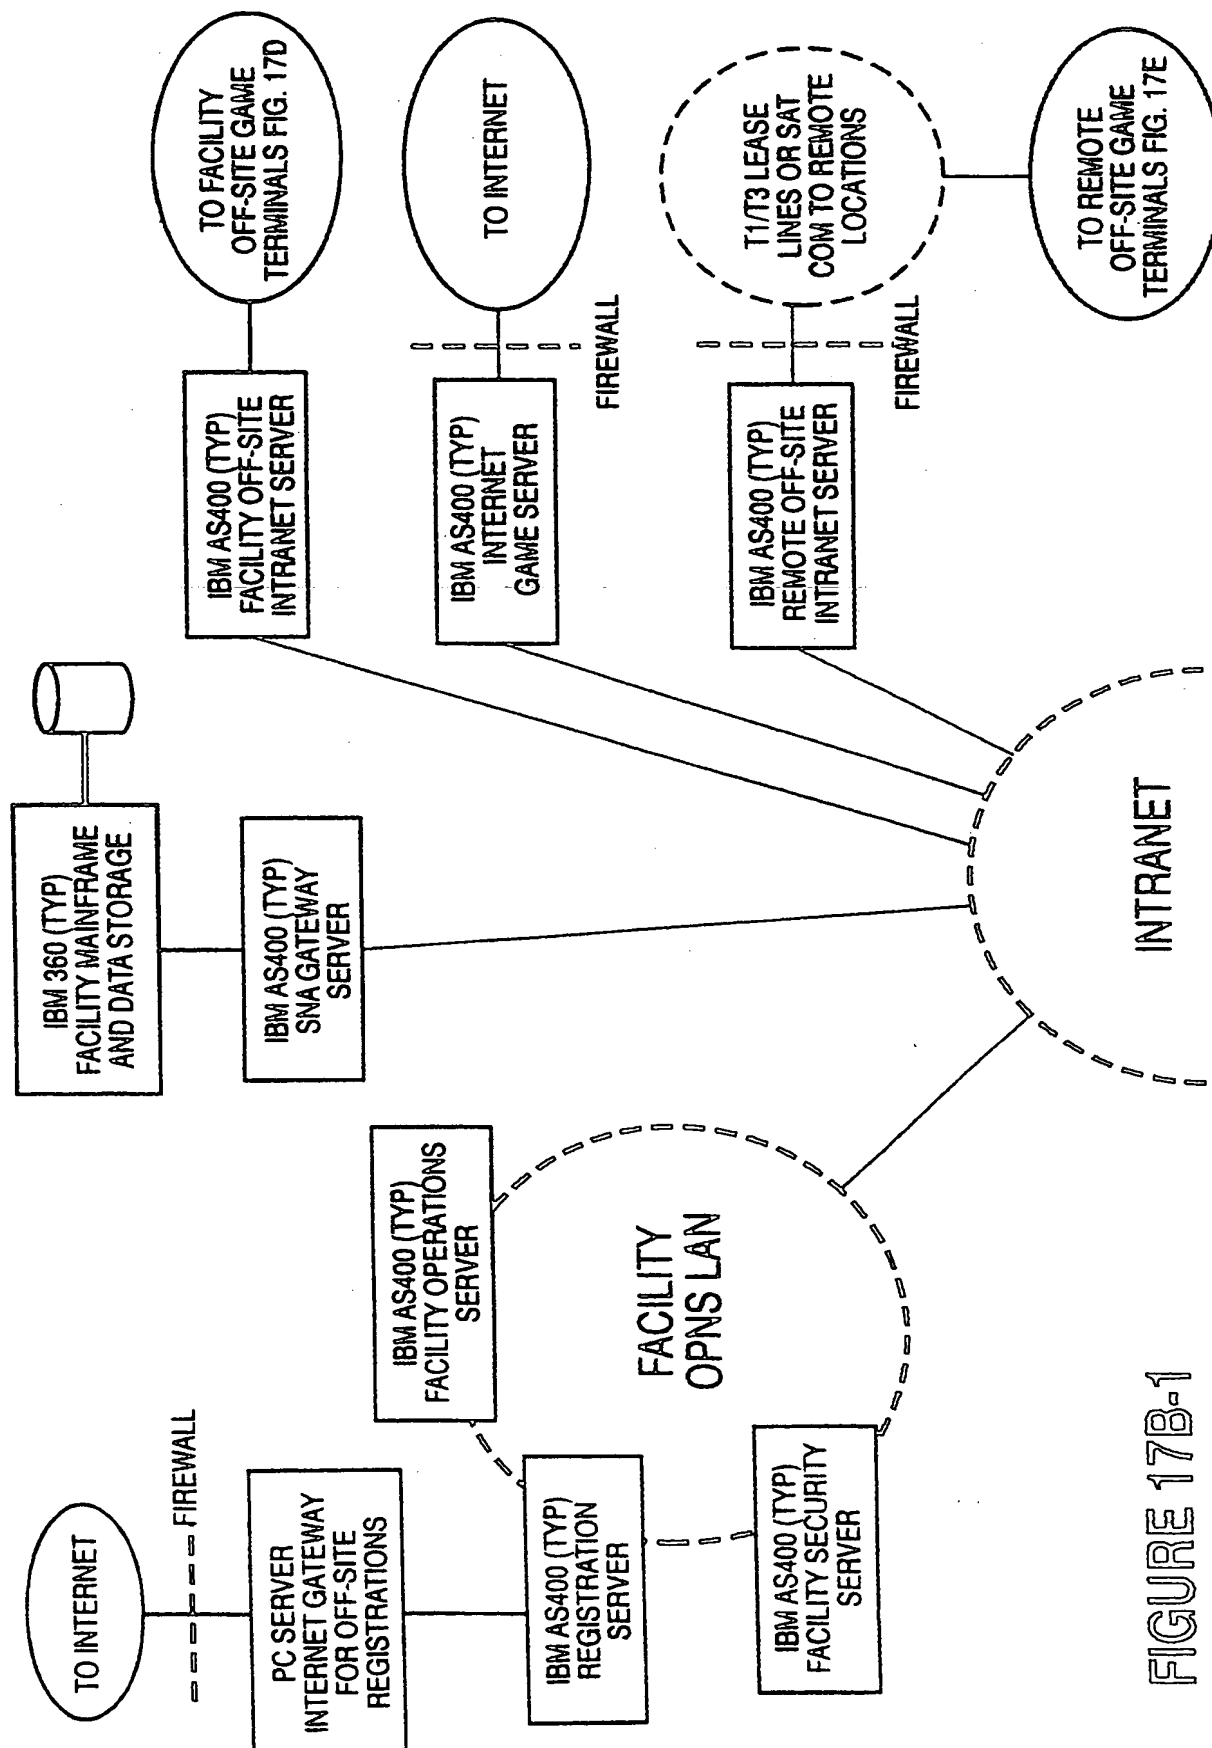 TO INTERNET
FIREWALL
PC SERVER
INTERNET GATEWAY
FOR OFF-SITE
REGISTRATIONS
IBM AS400 (TYP)
REGISTRATION
SERVER
IBM AS400 (TYP)
FACILITY SECURITY
SERVER
IBM AS400 (TYP)
FACILITY OPERATIONS
SERVER
FACILITY
OPNS LAN
IBM 360 (TYP)
FACILITY MAINFRAME
AND DATA STORAGE
IBM AS400 (TYP)
SNA GATEWAY
SERVER
IBM AS400 (TYP)
FACILITY OFF-SITE
INTRANET SERVER
TO FACILITY
OFF-SITE GAME
TERMINALS FIG. 17D
IBM AS400 (TYP)
INTERNET
GAME SERVER
FIREWALL
TO INTERNET
IBM AS400 (TYP)
REMOTE OFF-SITE
INTRANET SERVER
FIREWALL
T1/T3 LEASE
LINES OR SAT
COM TO REMOTE
LOCATIONS
TO REMOTE
OFF-SITE GAME
TERMINALS FIG. 17E
INTRANET
FIGURE 17B-1